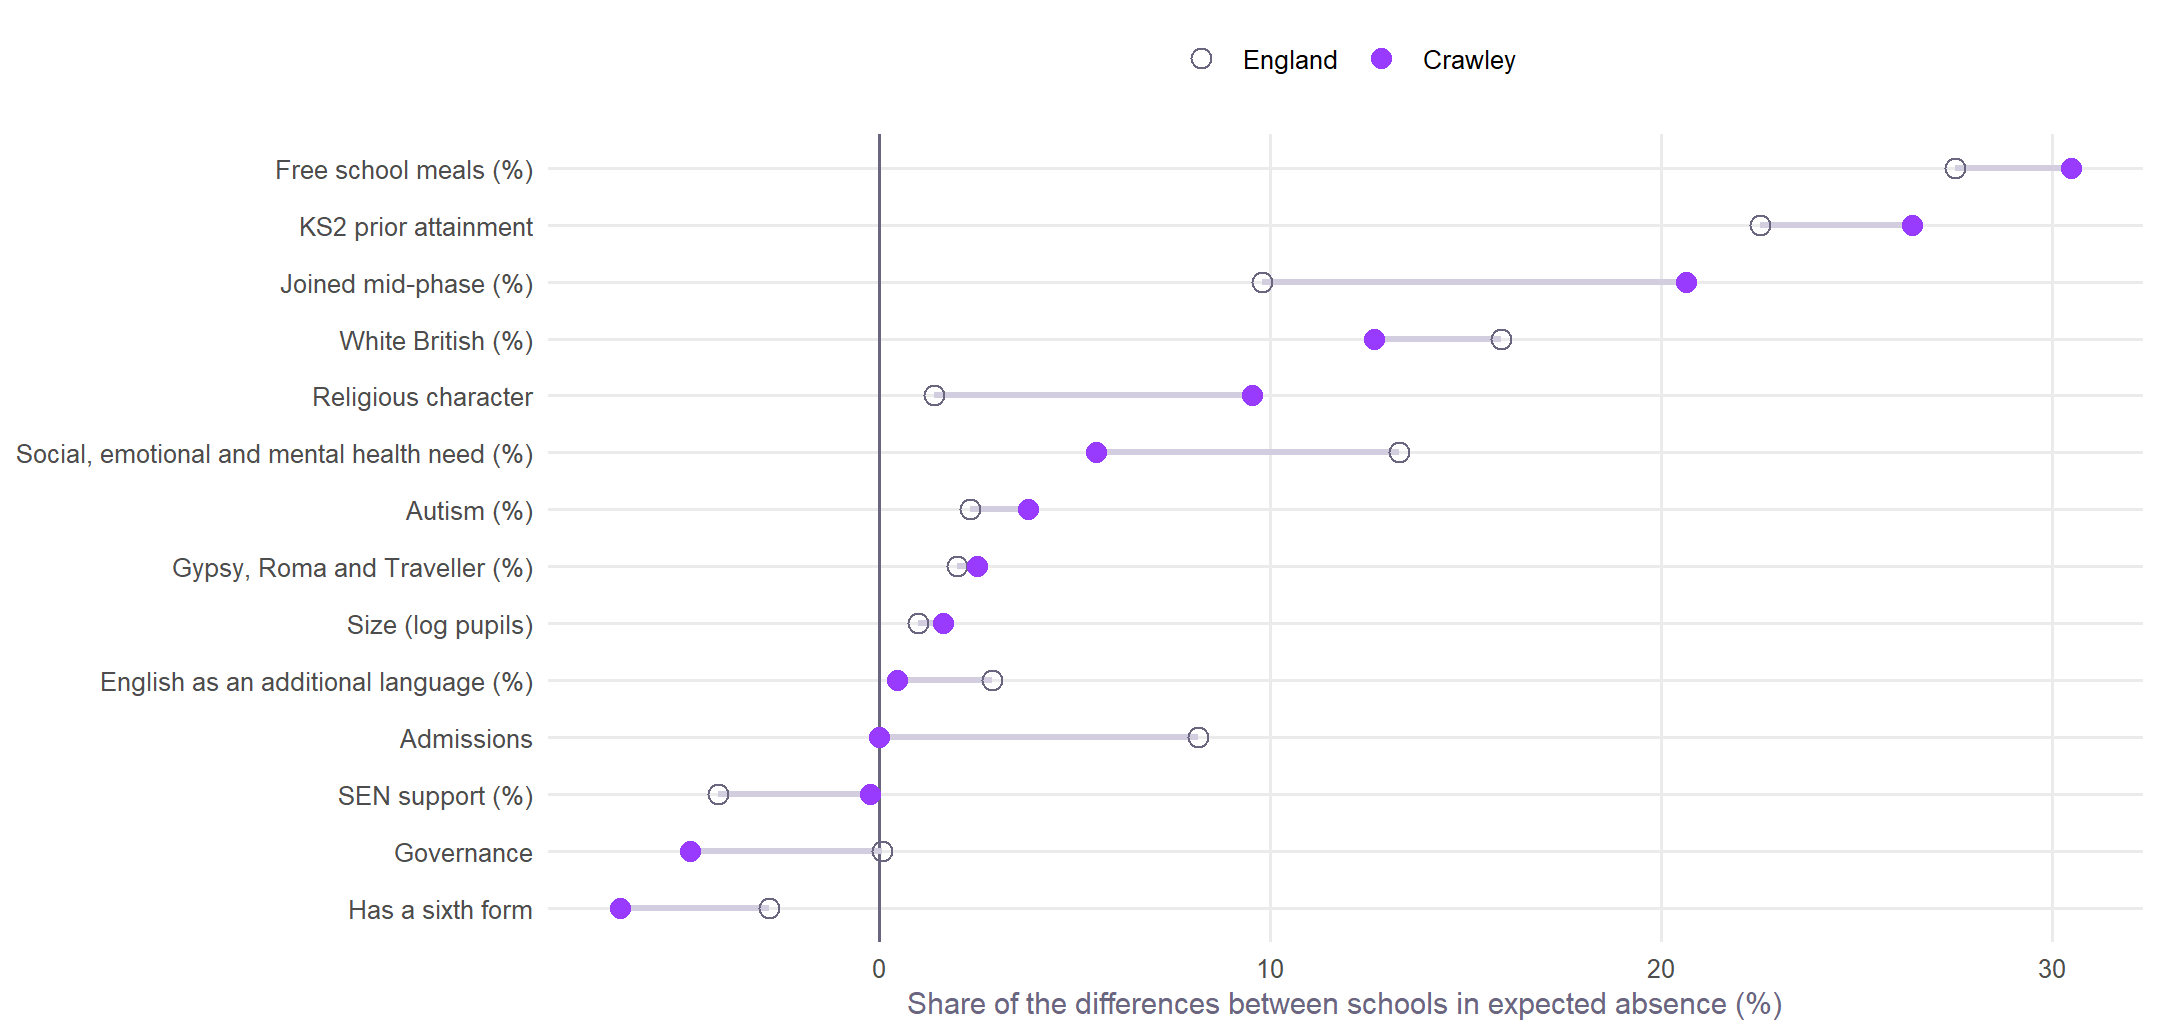 England
Crawley
Free school meals (%)
KS2 prior attainment
Joined mid-phase (%)
White British (%)
Religious character
Social, emotional and mental health need (%)
Autism (%)
Gypsy, Roma and Traveller (%)
Size (log pupils)
English as an additional language (%)
Admissions
SEN support (%)
Governance
Has a sixth form
0 10 20 30
Share of the differences between schools in expected absence (%)